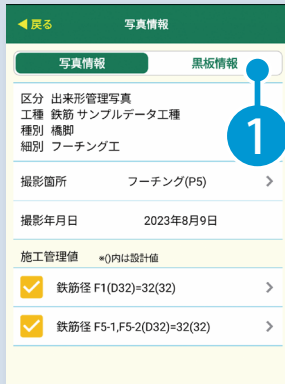 ◀戻る 写真情報
写真情報 黒板情報
区分 出来形管理写真
工種 鉄筋 サンプルデータ工種
種別 橋脚
細別 フーチング工
1
撮影箇所 フーチング(P5)
撮影年月日 2023年8月9日
施工管理値 ※()内は設計値
鉄筋径 F1(D32)=32(32)
鉄筋径 F5-1,F5-2(D32)=32(32)